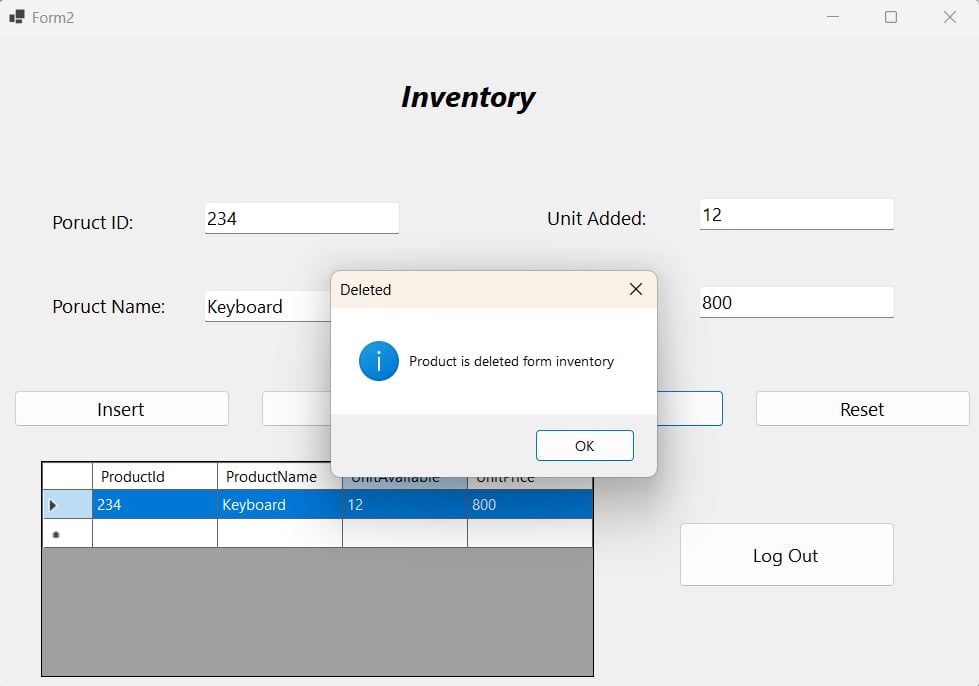 Form2
Inventory
Poruct ID:
234
Unit Added:
12
Poruct Name:
Keyboard
800
Deleted
Product is deleted form inventory
OK
Insert
Reset
ProductId
ProductName
UnitAvailable
UnitPrice
234
Keyboard
12
800
Log Out